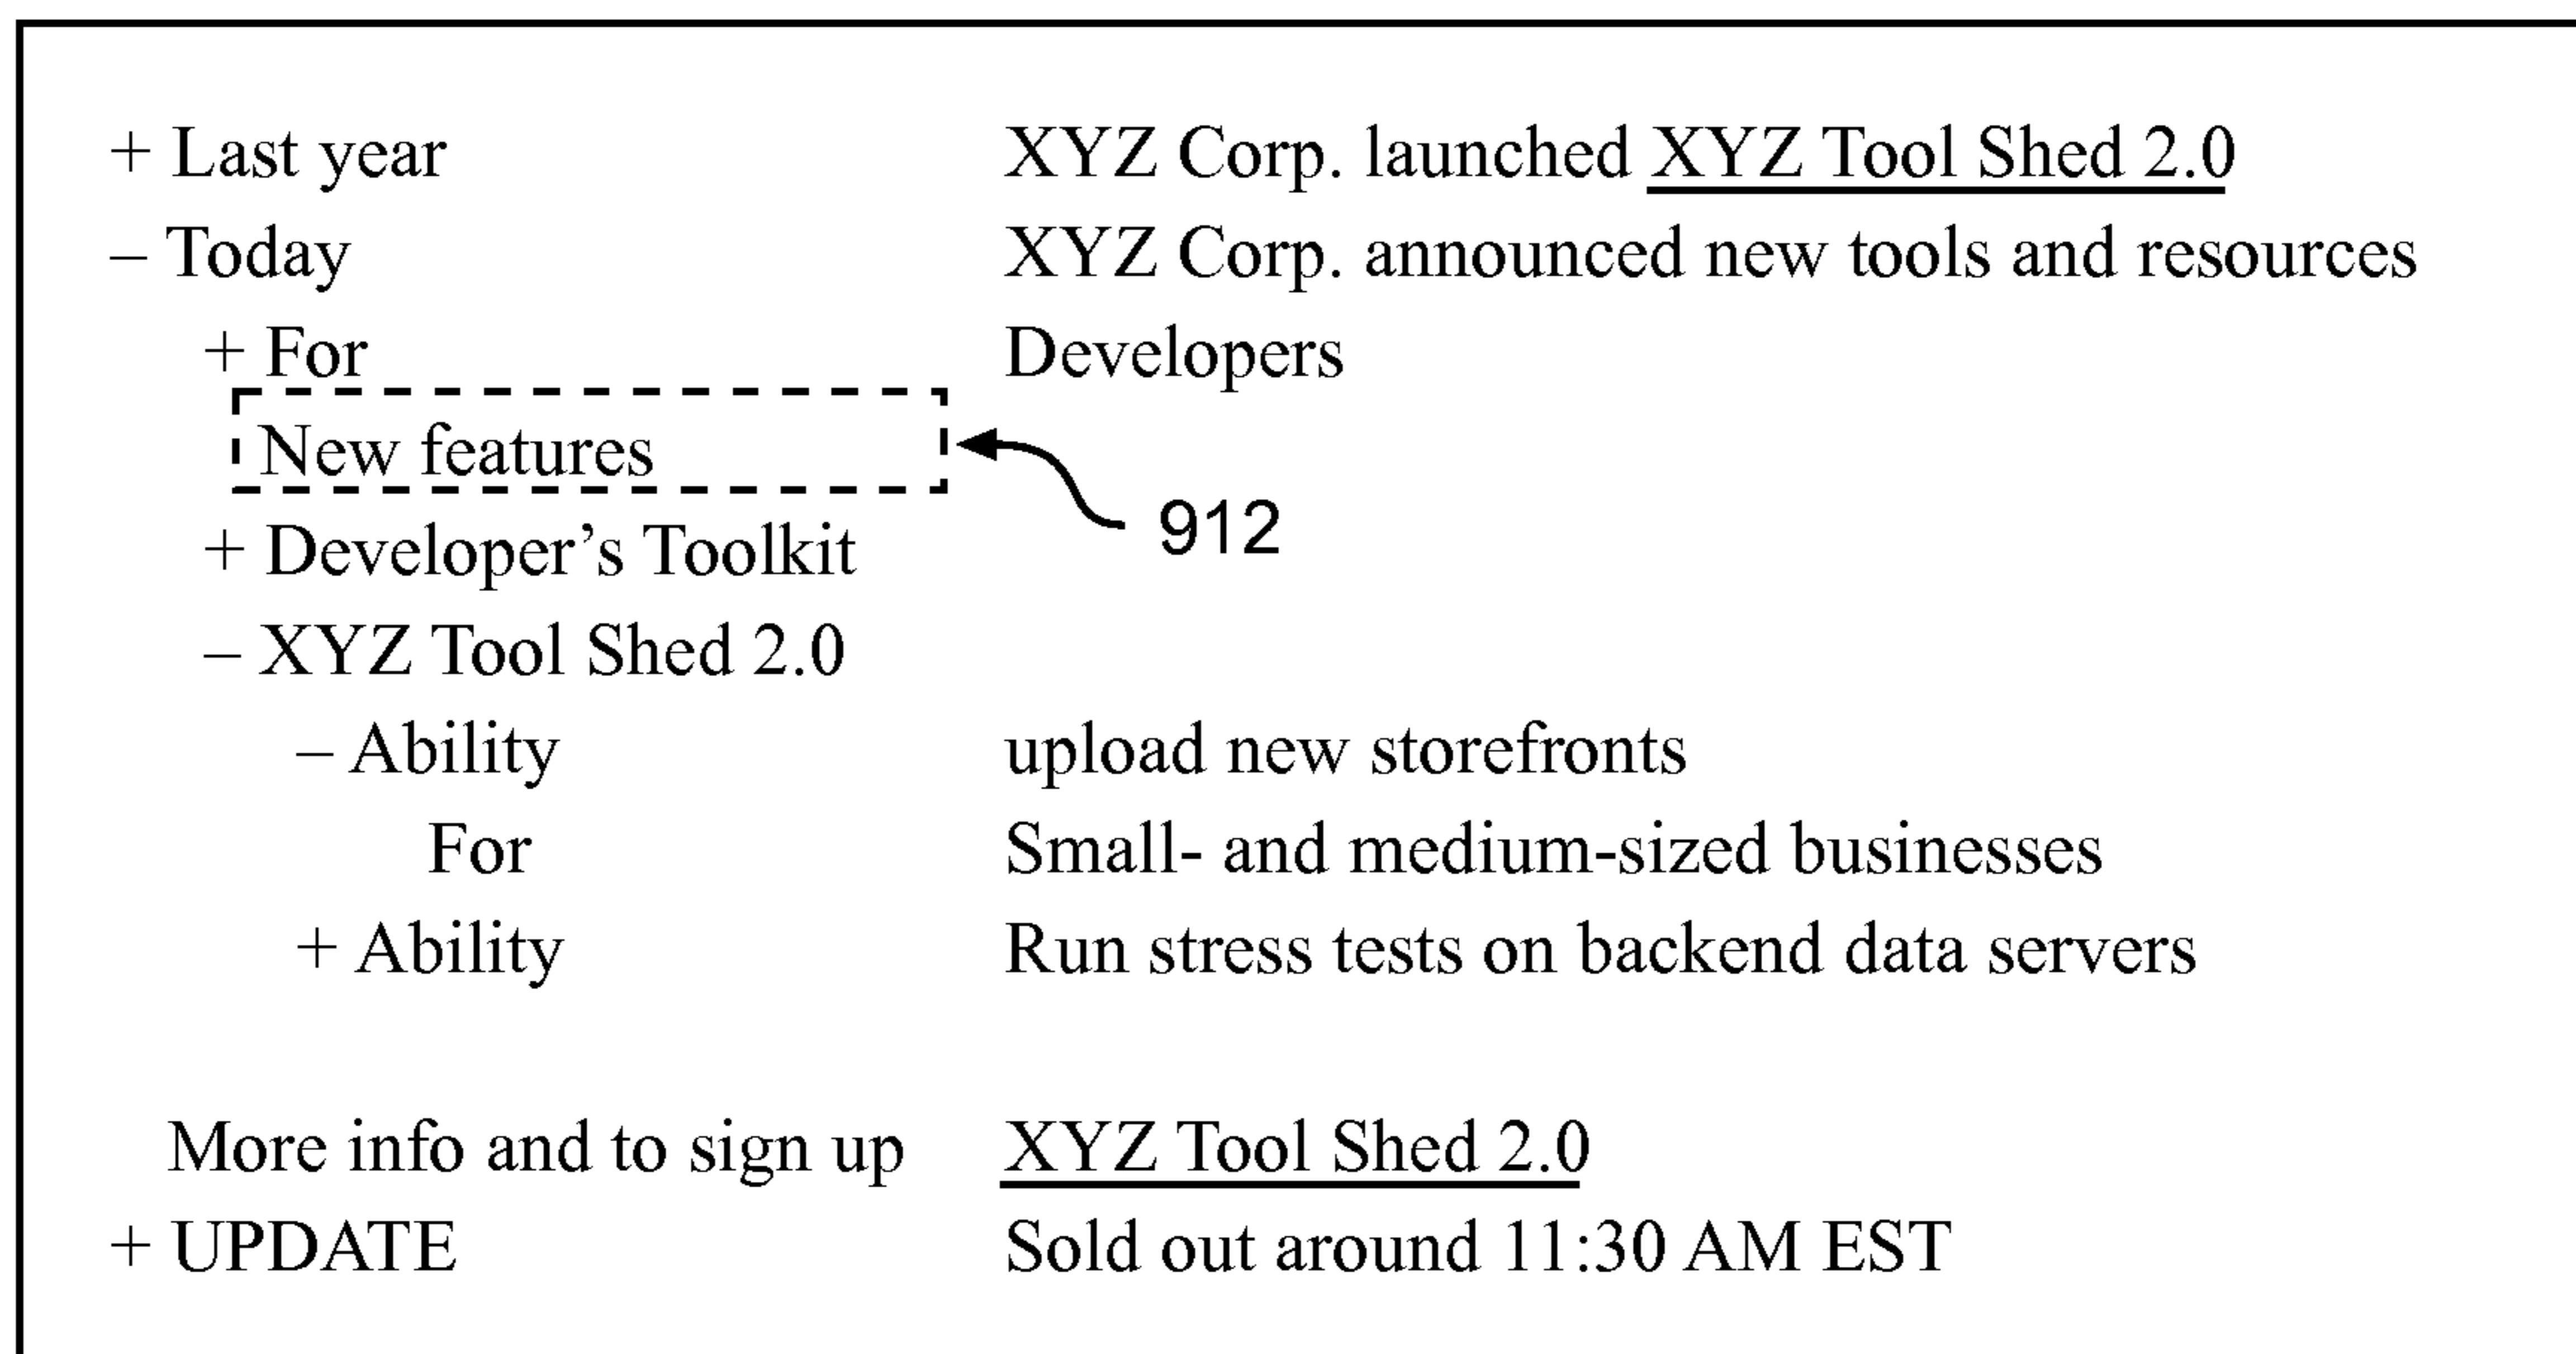 + Last year XYZ Corp. launched XYZ Tool Shed 2.0
– Today XYZ Corp. announced new tools and resources
+ For Developers
New features
912
+ Developer’s Toolkit
– XYZ Tool Shed 2.0
– Ability upload new storefronts
For Small- and medium-sized businesses
+ Ability Run stress tests on backend data servers
More info and to sign up XYZ Tool Shed 2.0
+ UPDATE Sold out around 11:30 AM EST